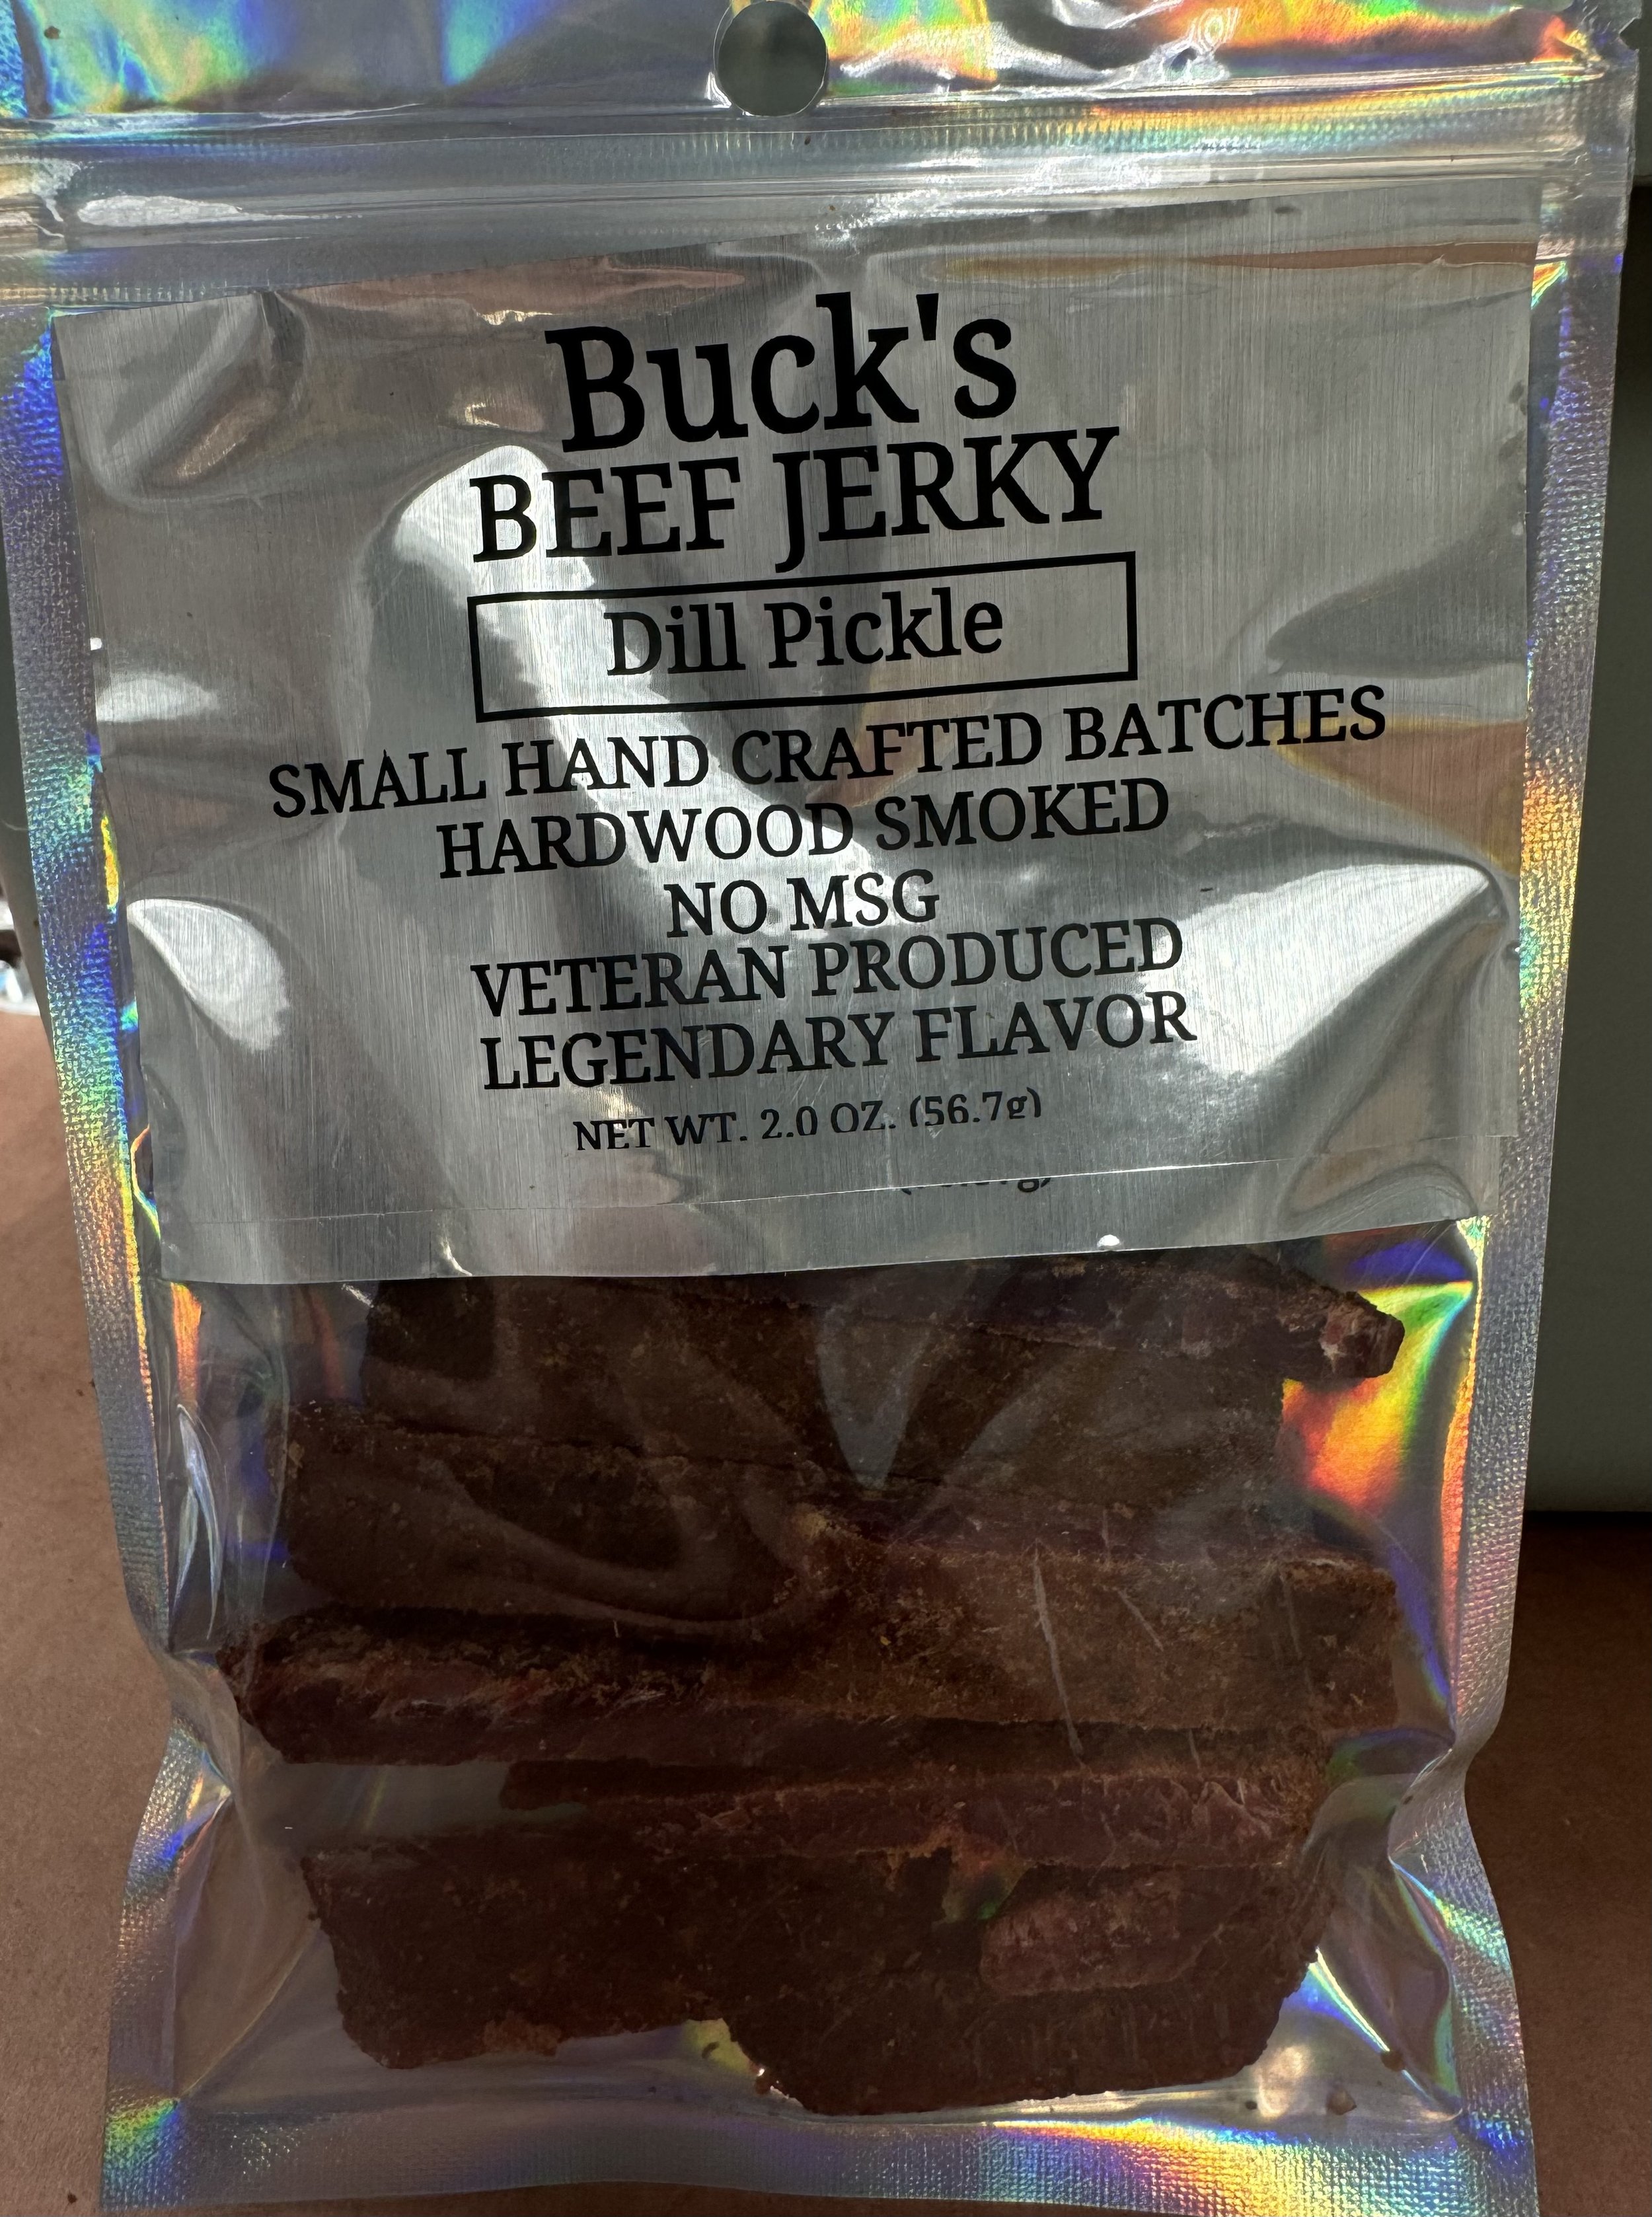 Buck's
BEEF JERKY
Dill Pickle
SMALL HAND CRAFTED BATCHES
HARDWOOD SMOKED
NO MSG
VETERAN PRODUCED
LEGENDARY FLAVOR
NET WT. 2.0 OZ. (56.7g)